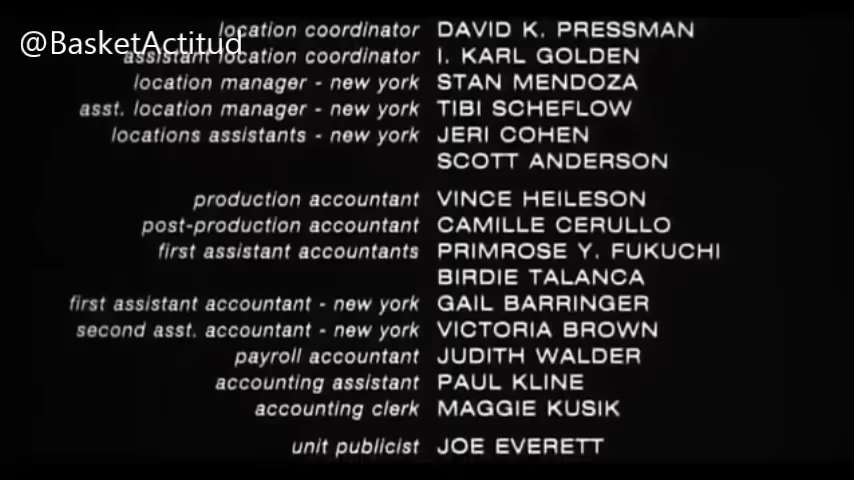 location coordinator DAVID K. PRESSMAN
@BasketActitud
assistant location coordinator I. KARL GOLDEN
location manager - new york STAN MENDOZA
asst. location manager - new york TIBI SCHEFLOW
locations assistants - new york JERI COHEN
SCOTT ANDERSON
production accountant VINCE HEILESON
post-production accountant CAMILLE CERULLO
first assistant accountants PRIMROSE Y. FUKUCHI
BIRDIE TALANCA
first assistant accountant - new york GAIL BARRINGER
second asst. accountant - new york VICTORIA BROWN
payroll accountant JUDITH WALDER
accounting assistant PAUL KLINE
accounting clerk MAGGIE KUSIK
unit publicist JOE EVERETT